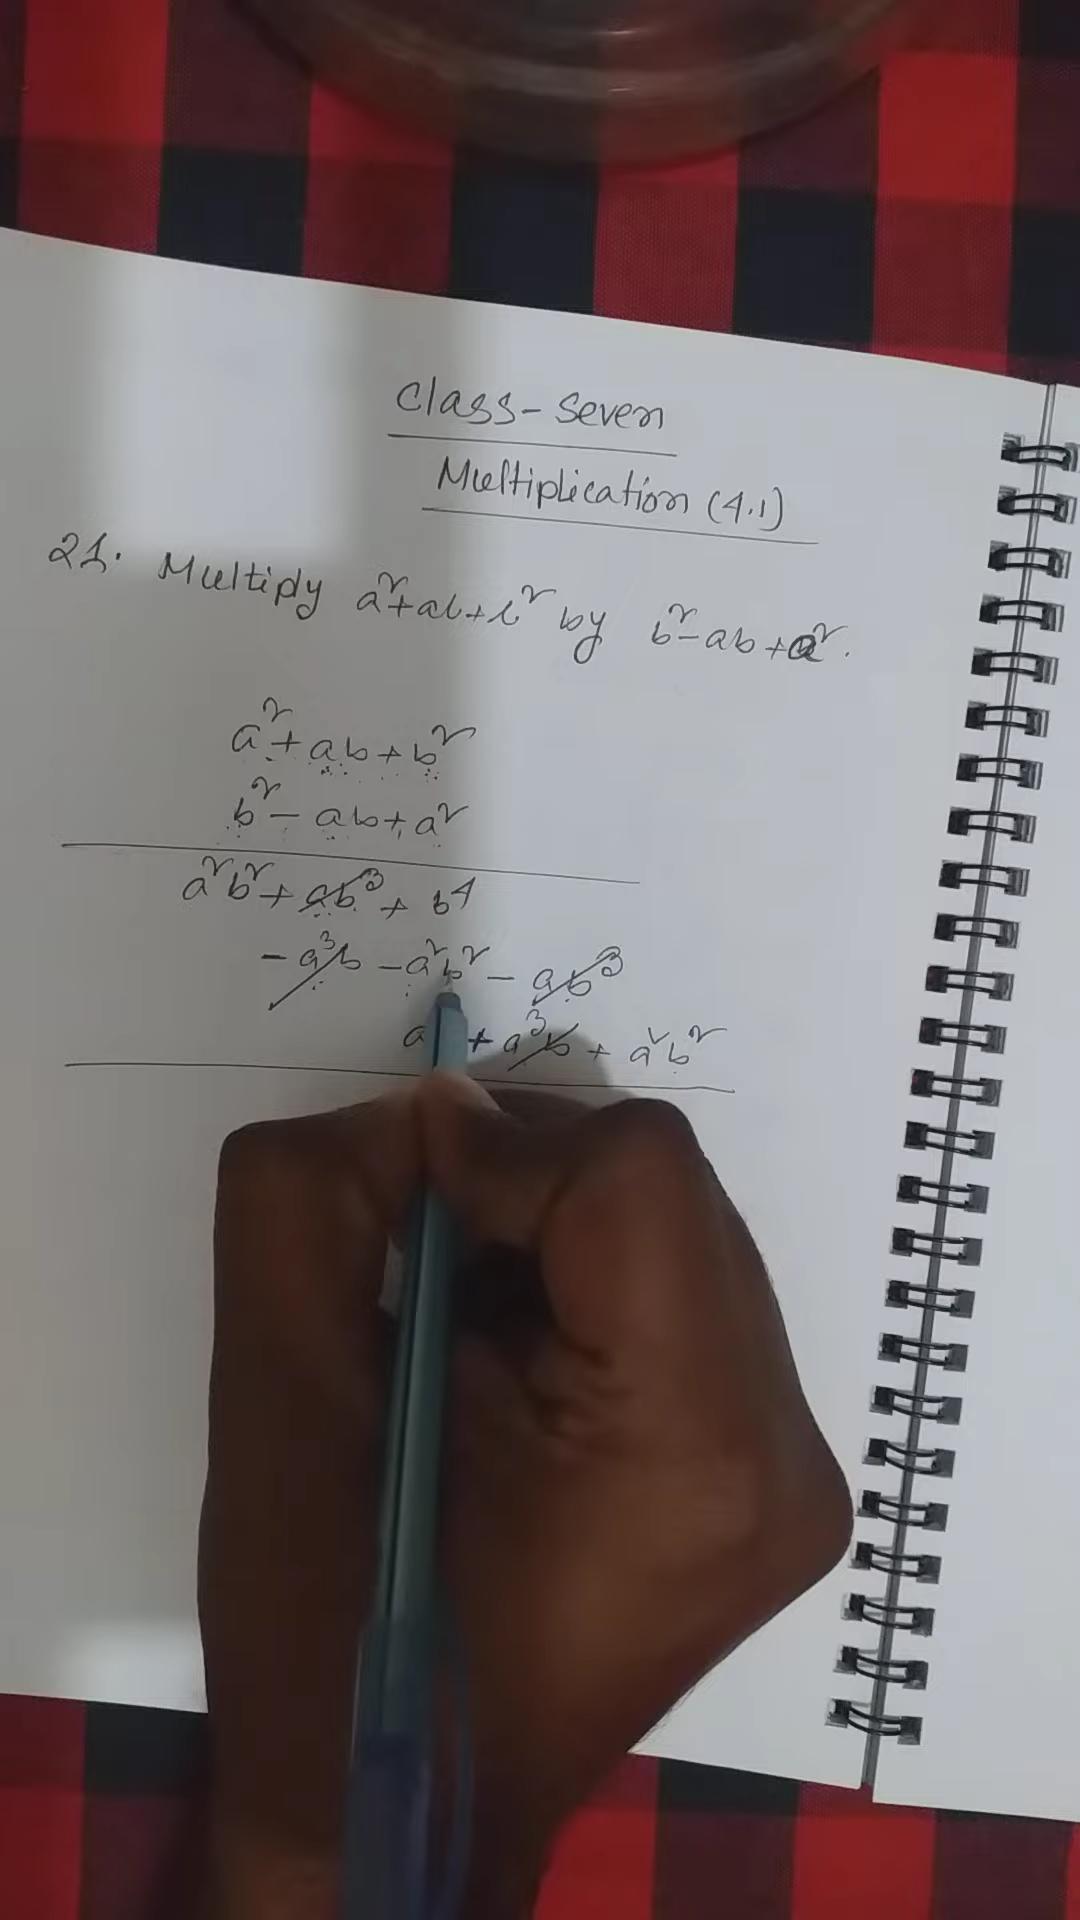 Class-Seven
Multiplication (4.1)
21. Multiply a²+ab+b² by b²-ab+a².
a²+ab+b²
b²-ab+a²
a²b²+ab³+b⁴
-a³b-a²b²-ab³
a +a³b+a²b²